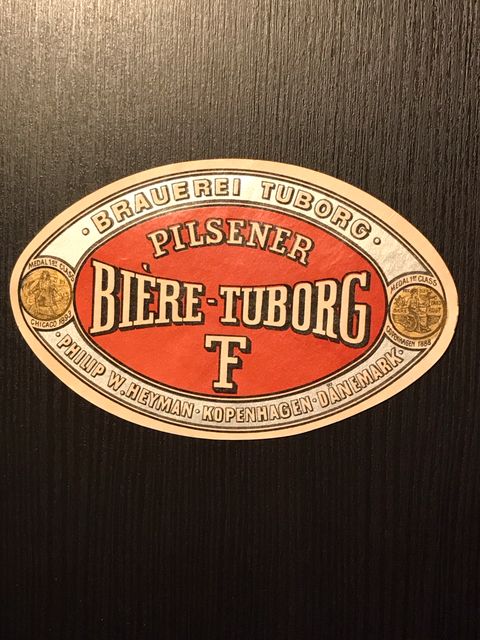 · BRAUEREI TUBORG ·
PILSENER
BIÈRE-TUBORG
TF
· PHILIP W. HEYMAN · KOPENHAGEN · DÄNEMARK ·
MEDAL 1ST CLASS
CHICAGO 1893
MEDAL 1ST CLASS
COPENHAGEN 1888